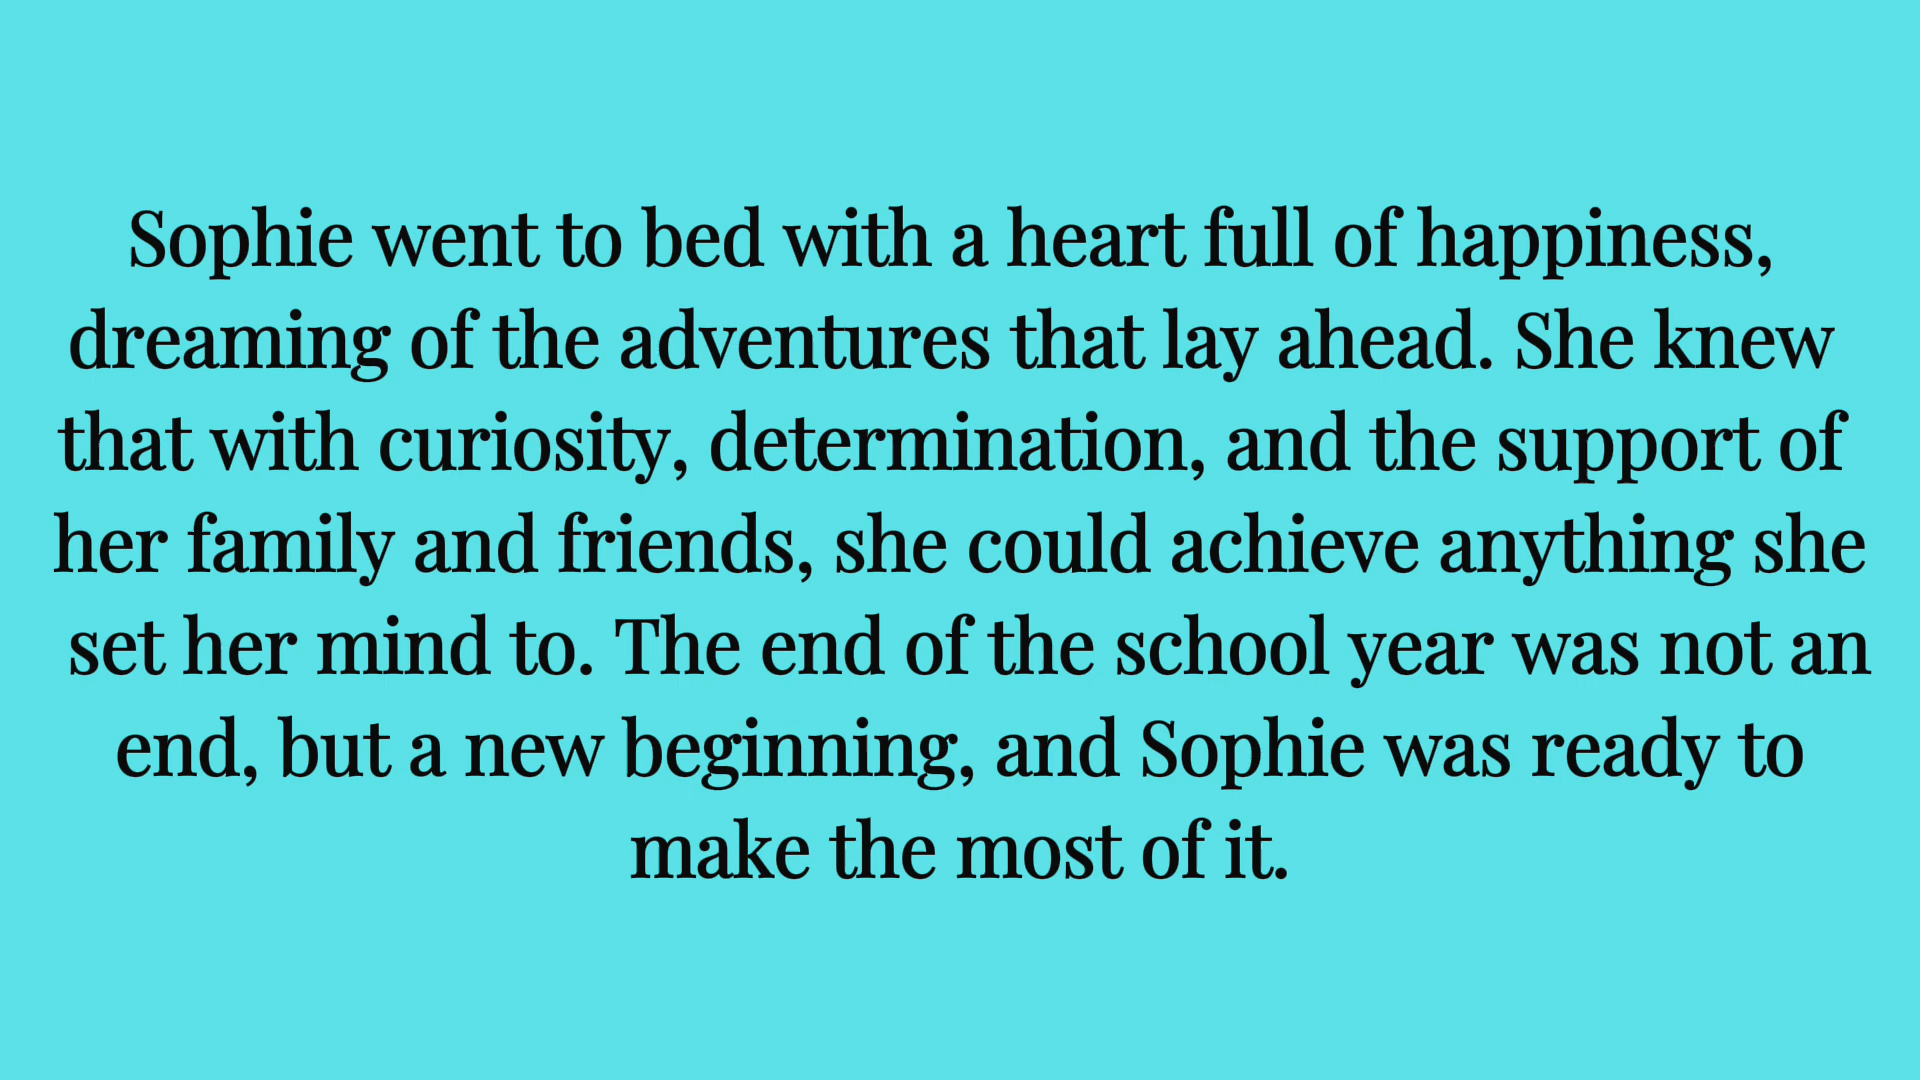 Sophie went to bed with a heart full of happiness,
dreaming of the adventures that lay ahead. She knew
that with curiosity, determination, and the support of
her family and friends, she could achieve anything she
set her mind to. The end of the school year was not an
end, but a new beginning, and Sophie was ready to
make the most of it.